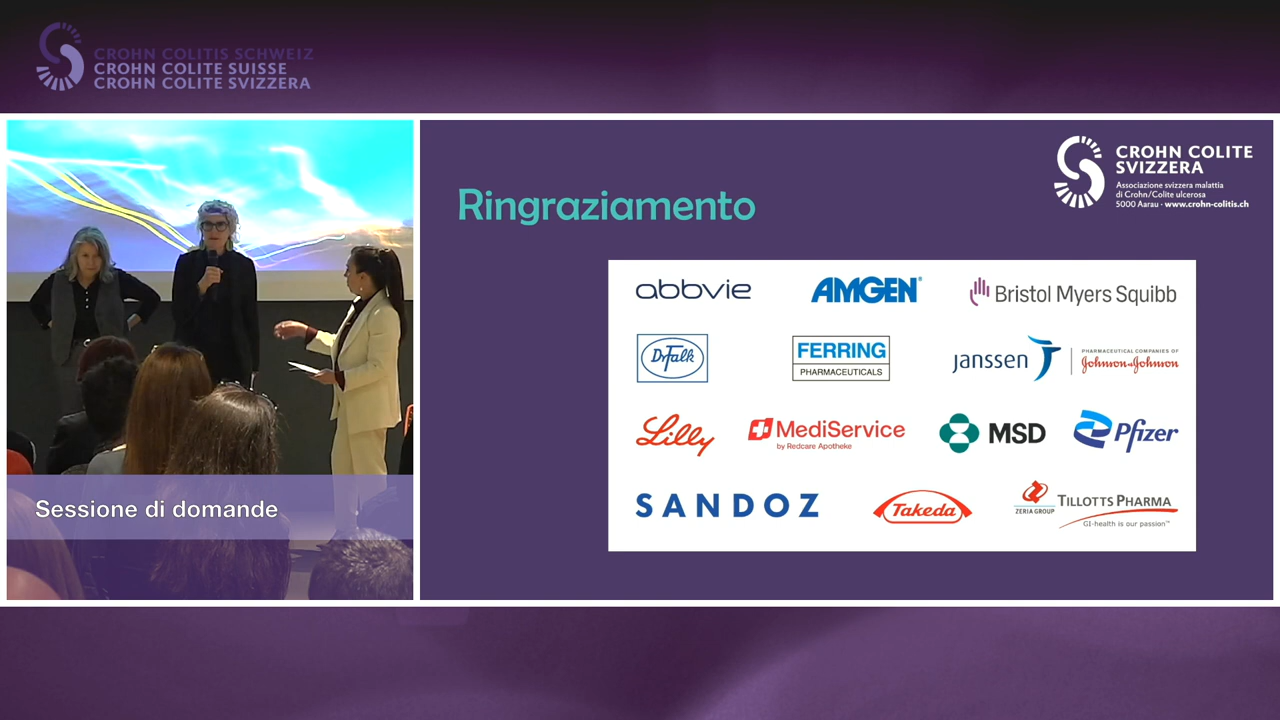 CROHN COLITIS SCHWEIZ
CROHN COLITE SUISSE
CROHN COLITE SVIZZERA
Sessione di domande
Ringraziamento
CROHN COLITE
SVIZZERA
Associazione svizzera malattia
di Crohn/Colite ulcerosa
5000 Aarau · www.crohn-colitis.ch
abbvie
AMGEN®
Bristol Myers Squibb
Dr Falk
FERRING
PHARMACEUTICALS
janssen
PHARMACEUTICAL COMPANIES OF
Johnson & Johnson
Lilly
MediService
by Redcare Apotheke
MSD
Pfizer
SANDOZ
Takeda
ZERIA GROUP
TILLOTTS PHARMA
GI-health is our passion™